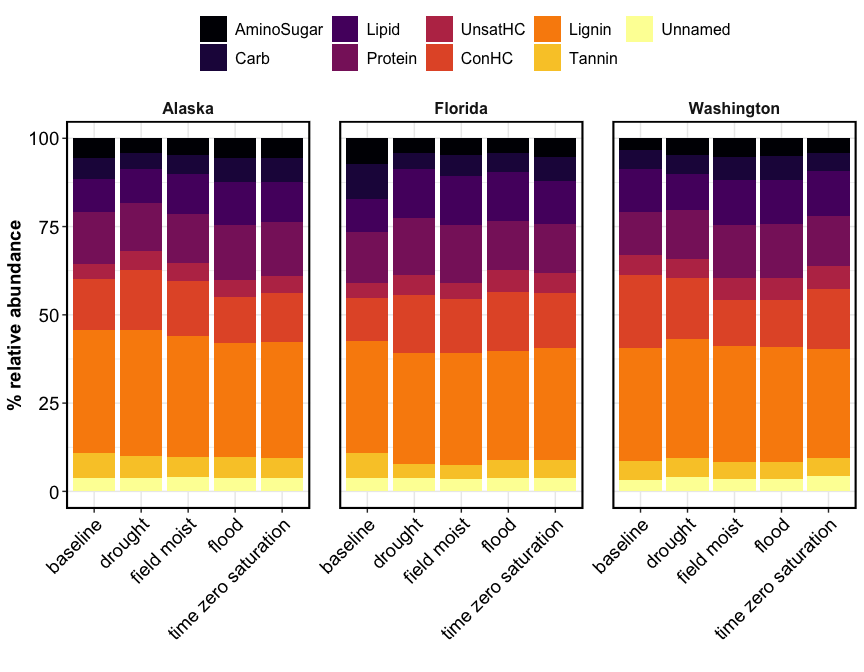 AminoSugar Lipid UnsatHC Lignin Unnamed
Carb Protein ConHC Tannin
Alaska Florida Washington
% relative abundance
100
75
50
25
0
baseline drought field moist flood time zero saturation baseline drought field moist flood time zero saturation baseline drought field moist flood time zero saturation